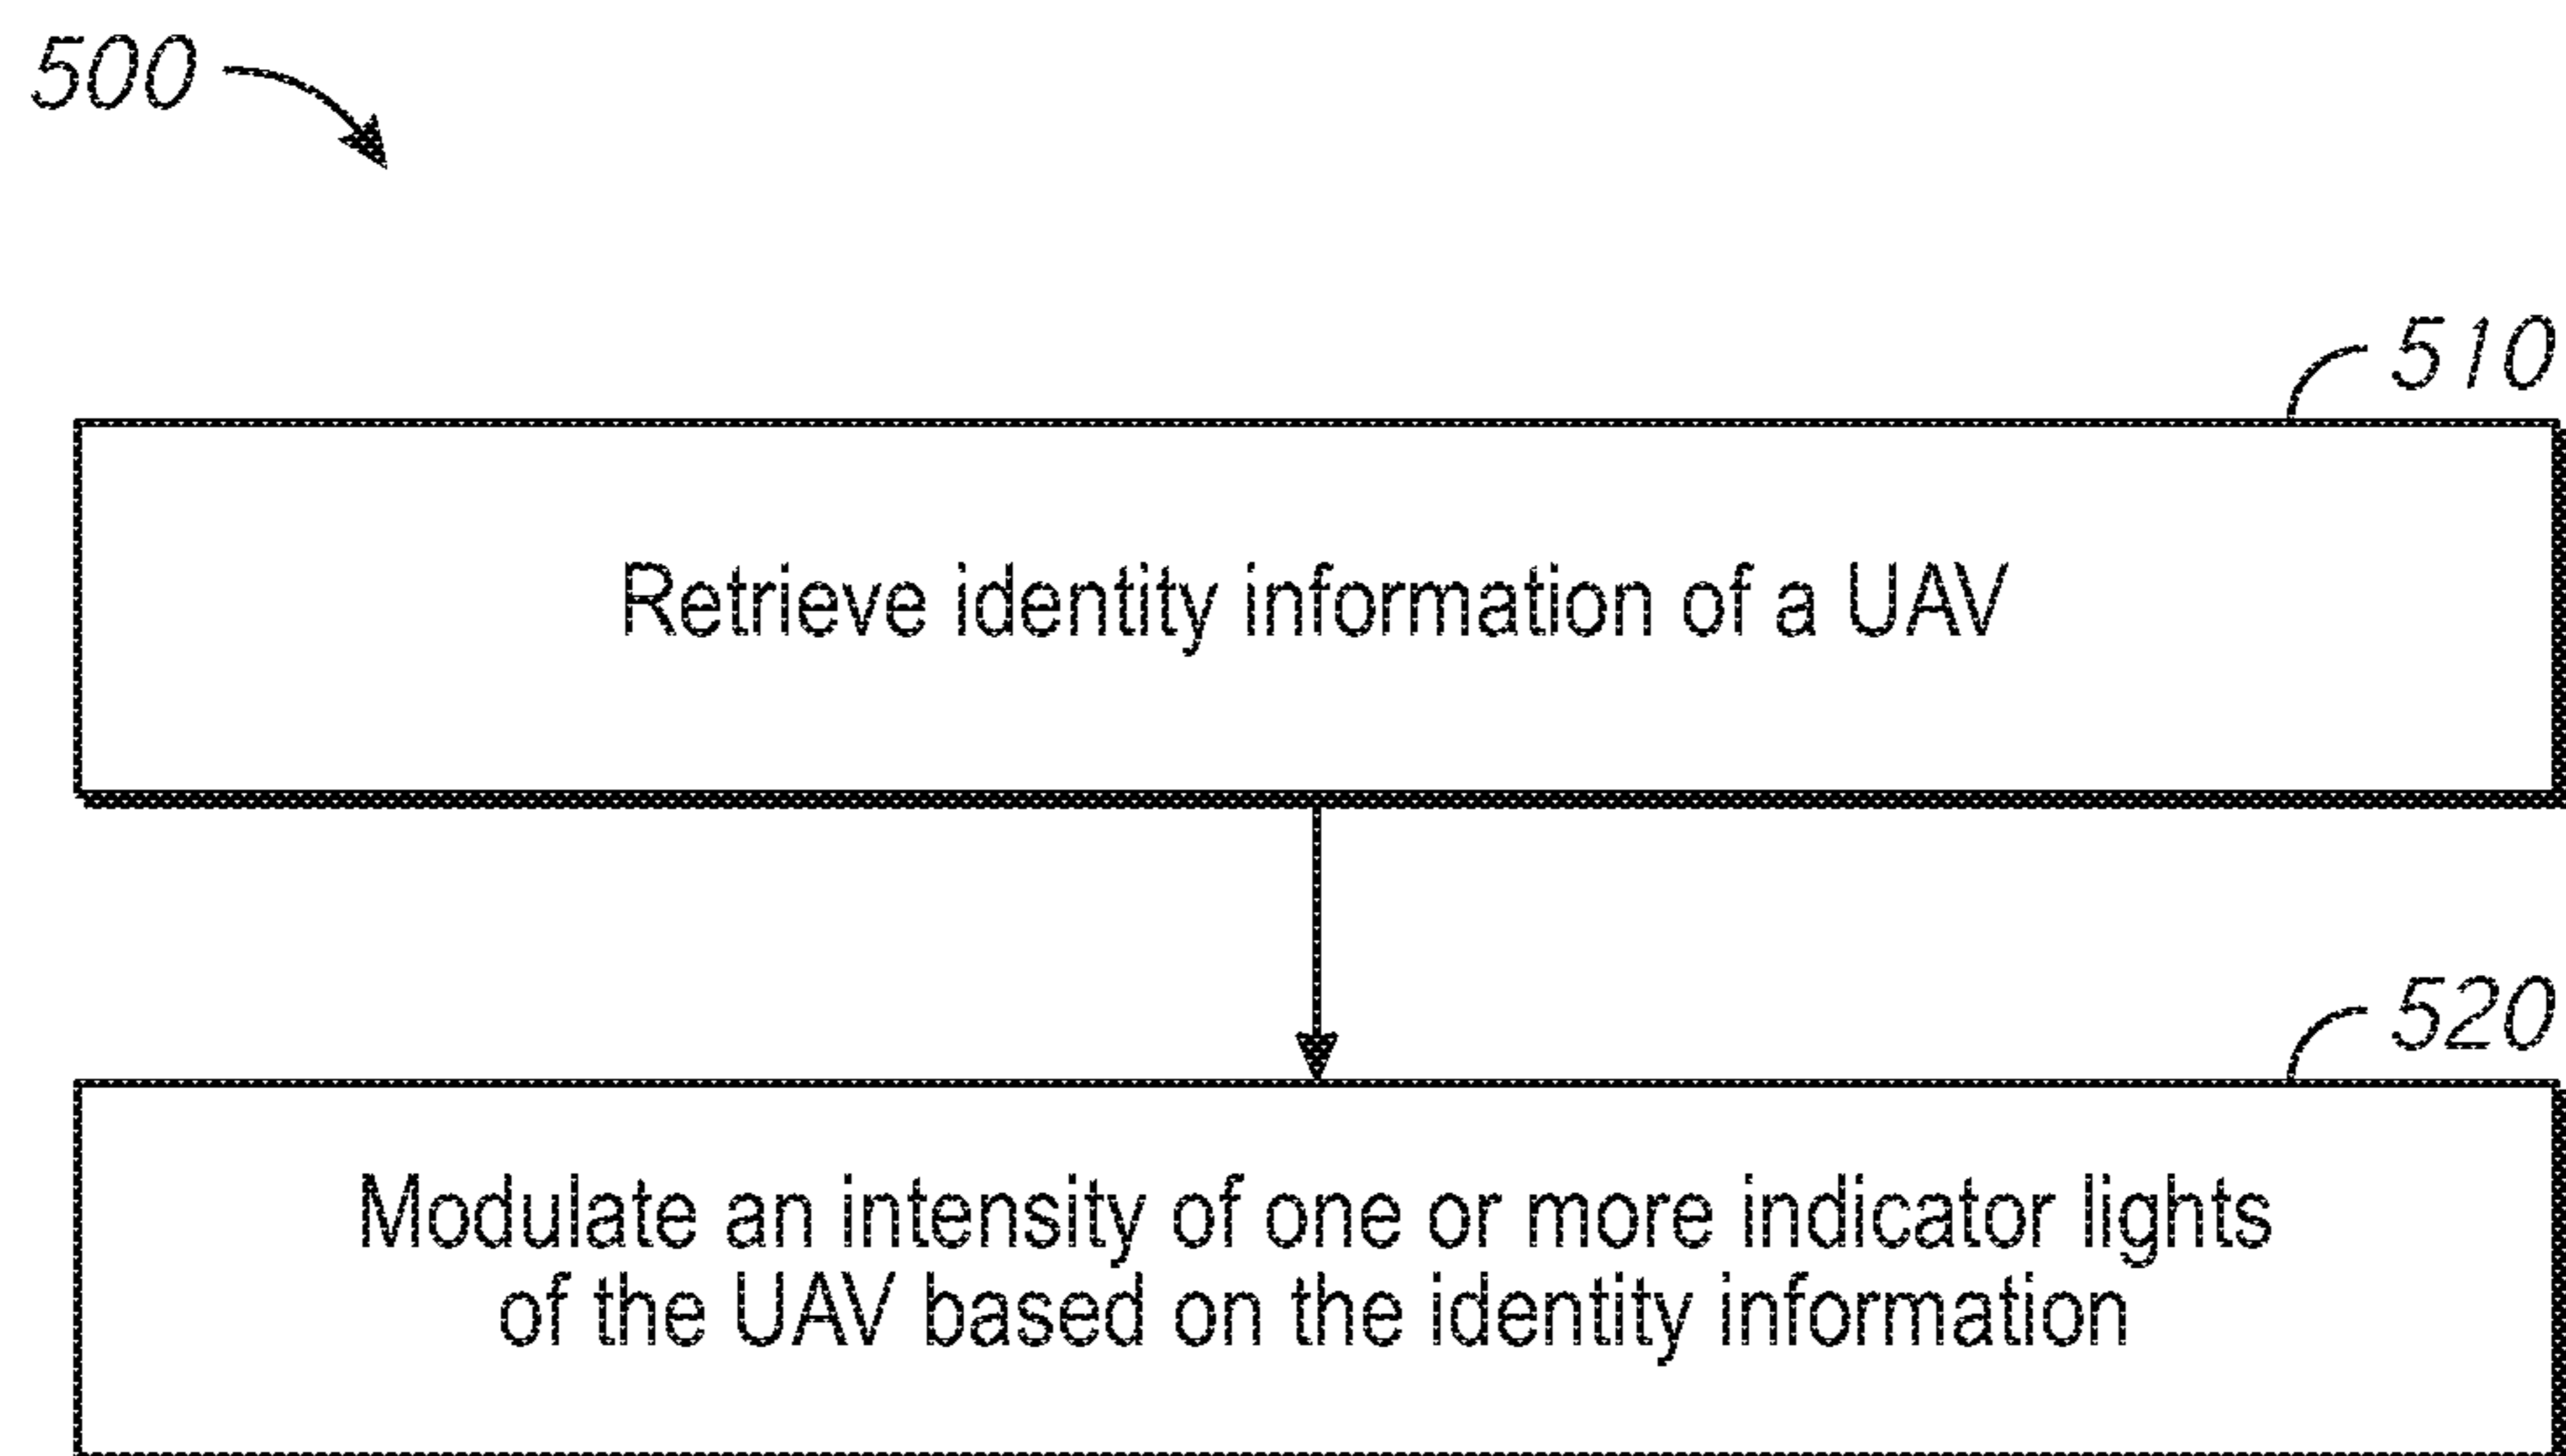 500
510
Retrieve identity information of a UAV
520
Modulate an intensity of one or more indicator lights
of the UAV based on the identity information